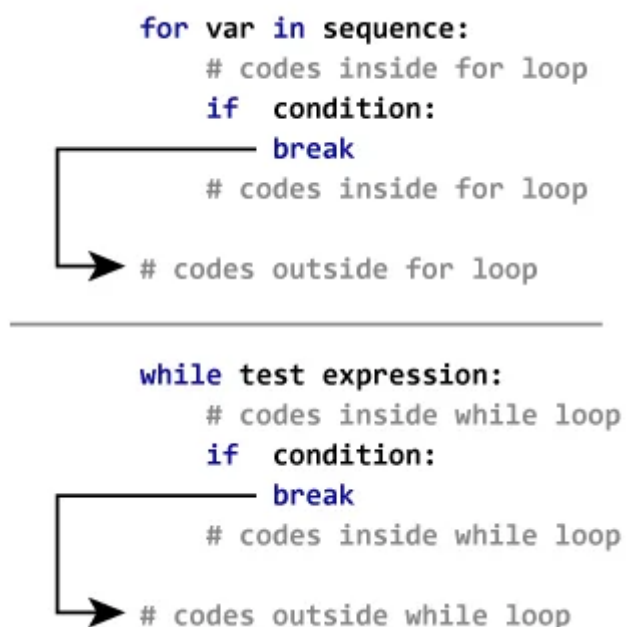 for var in sequence:
# codes inside for loop
if condition:
break
# codes inside for loop
# codes outside for loop
while test expression:
# codes inside while loop
if condition:
break
# codes inside while loop
# codes outside while loop